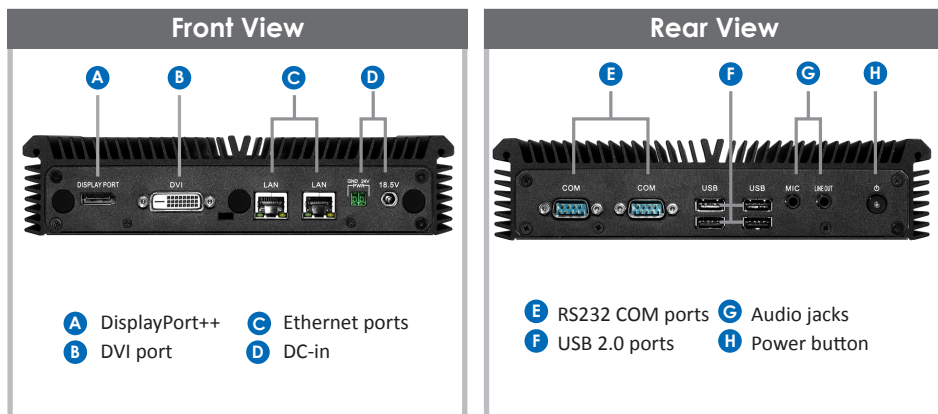 Front View
A B C D
DISPLAY PORT DVI LAN LAN GND 24V 18.5V
PWR
A DisplayPort++ C Ethernet ports
B DVI port D DC-in
Rear View
E F G H
COM COM USB USB MIC LINE OUT
E RS232 COM ports G Audio jacks
F USB 2.0 ports H Power button